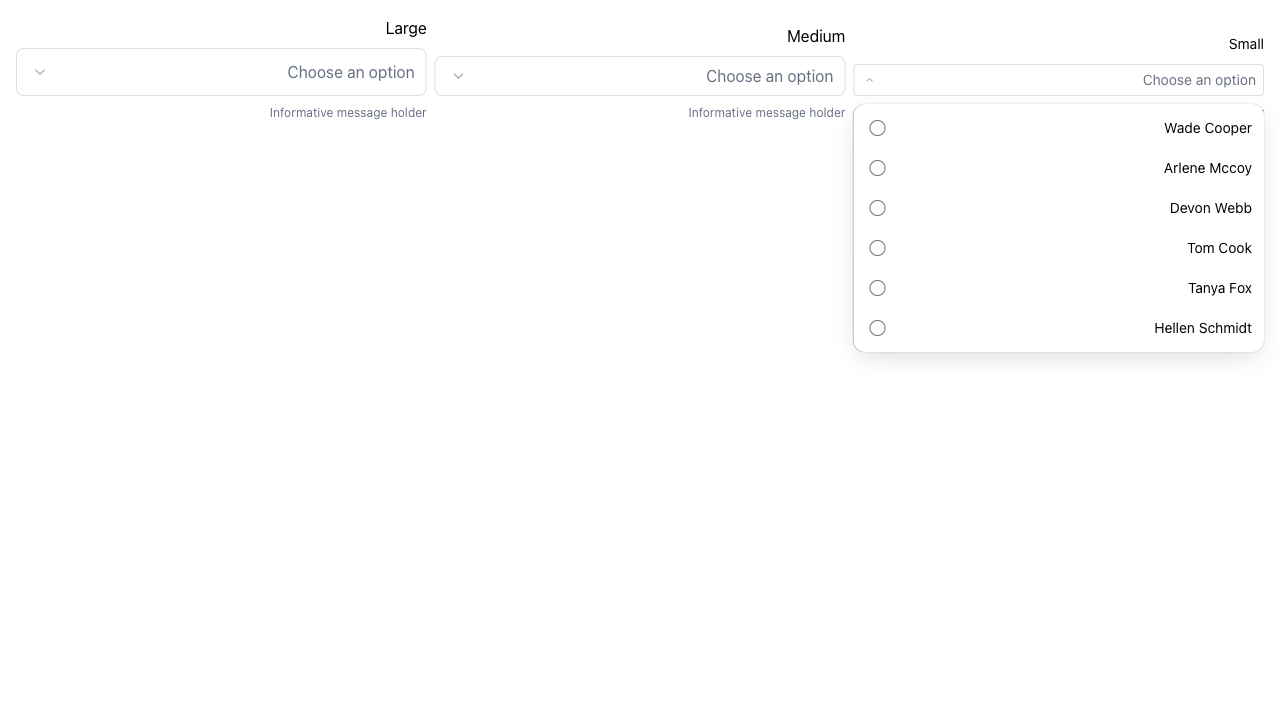 Large
Choose an option
Informative message holder
Medium
Choose an option
Informative message holder
Small
Choose an option
Wade Cooper
Arlene Mccoy
Devon Webb
Tom Cook
Tanya Fox
Hellen Schmidt